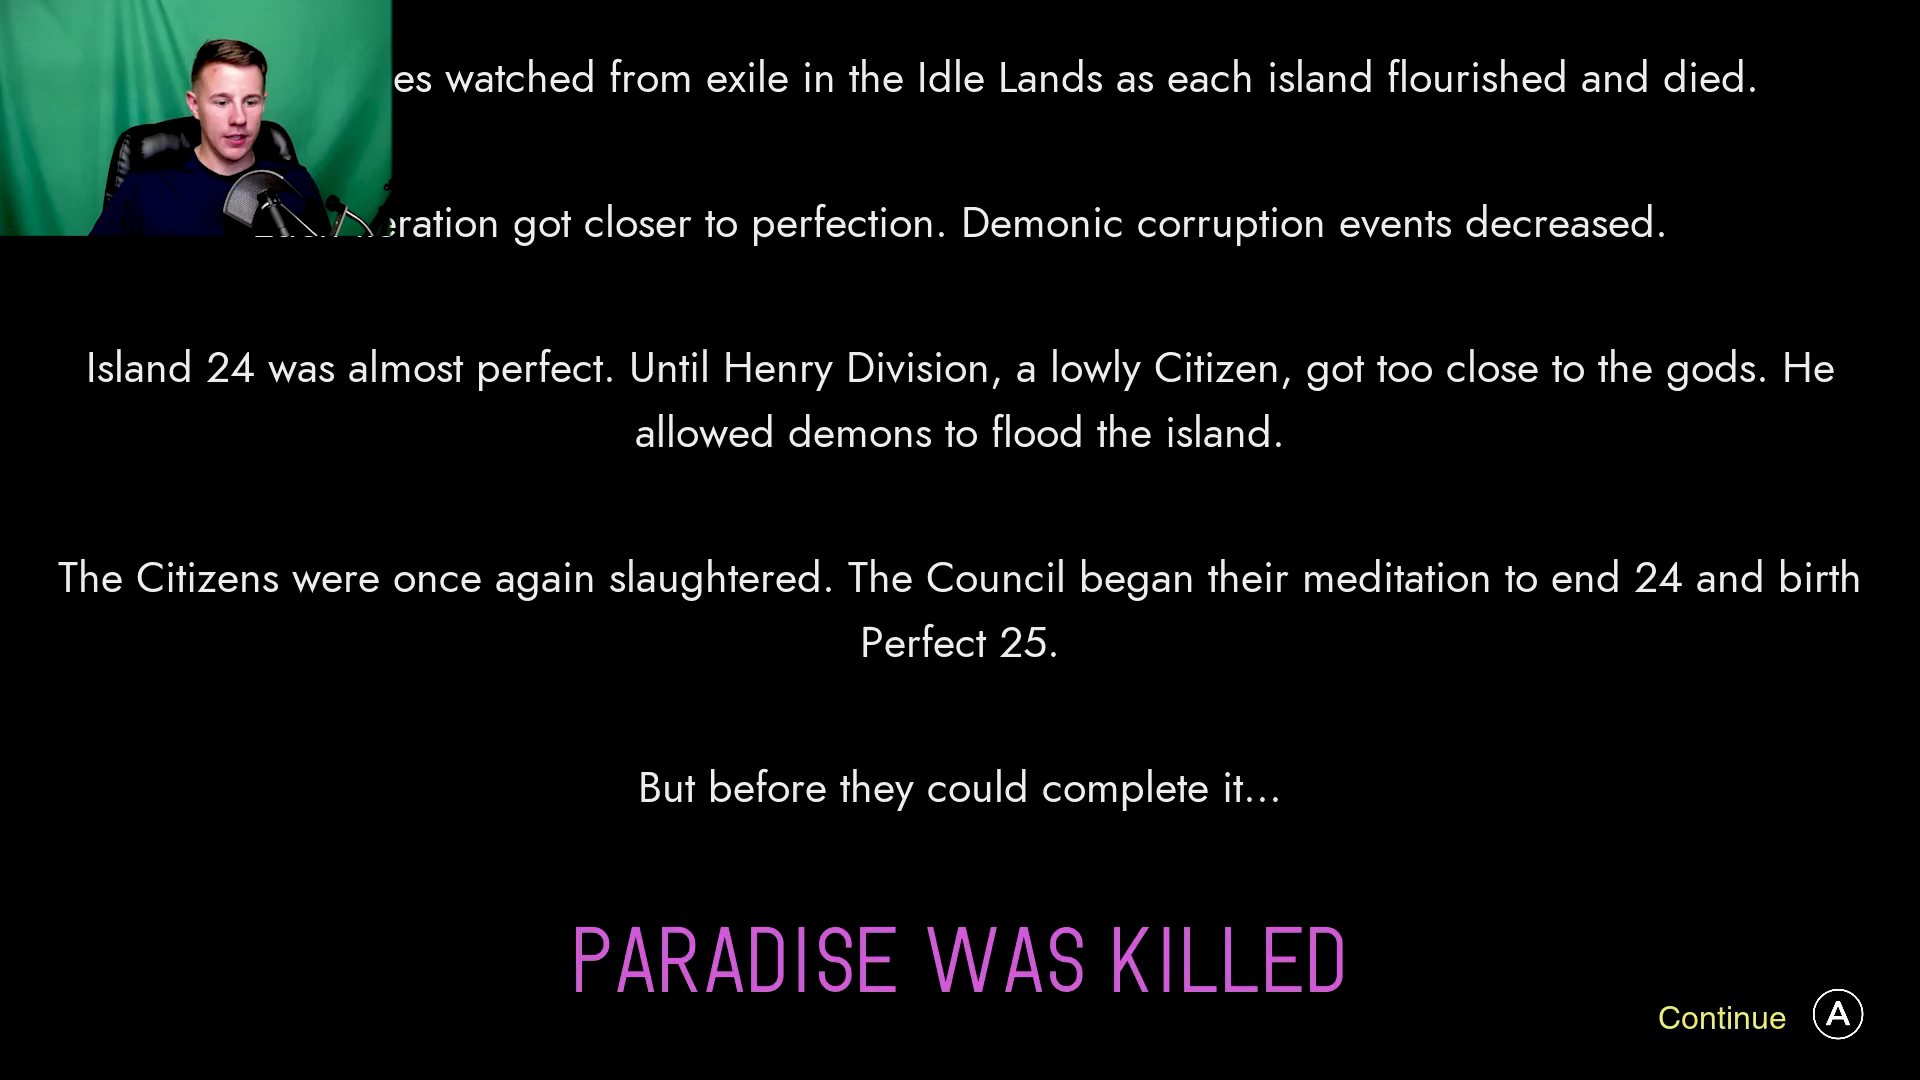 watched from exile in the Idle Lands as each island flourished and died.
got closer to perfection. Demonic corruption events decreased.
Island 24 was almost perfect. Until Henry Division, a lowly Citizen, got too close to the gods. He
allowed demons to flood the island.
The Citizens were once again slaughtered. The Council began their meditation to end 24 and birth
Perfect 25.
But before they could complete it...
PARADISE WAS KILLED
Continue A